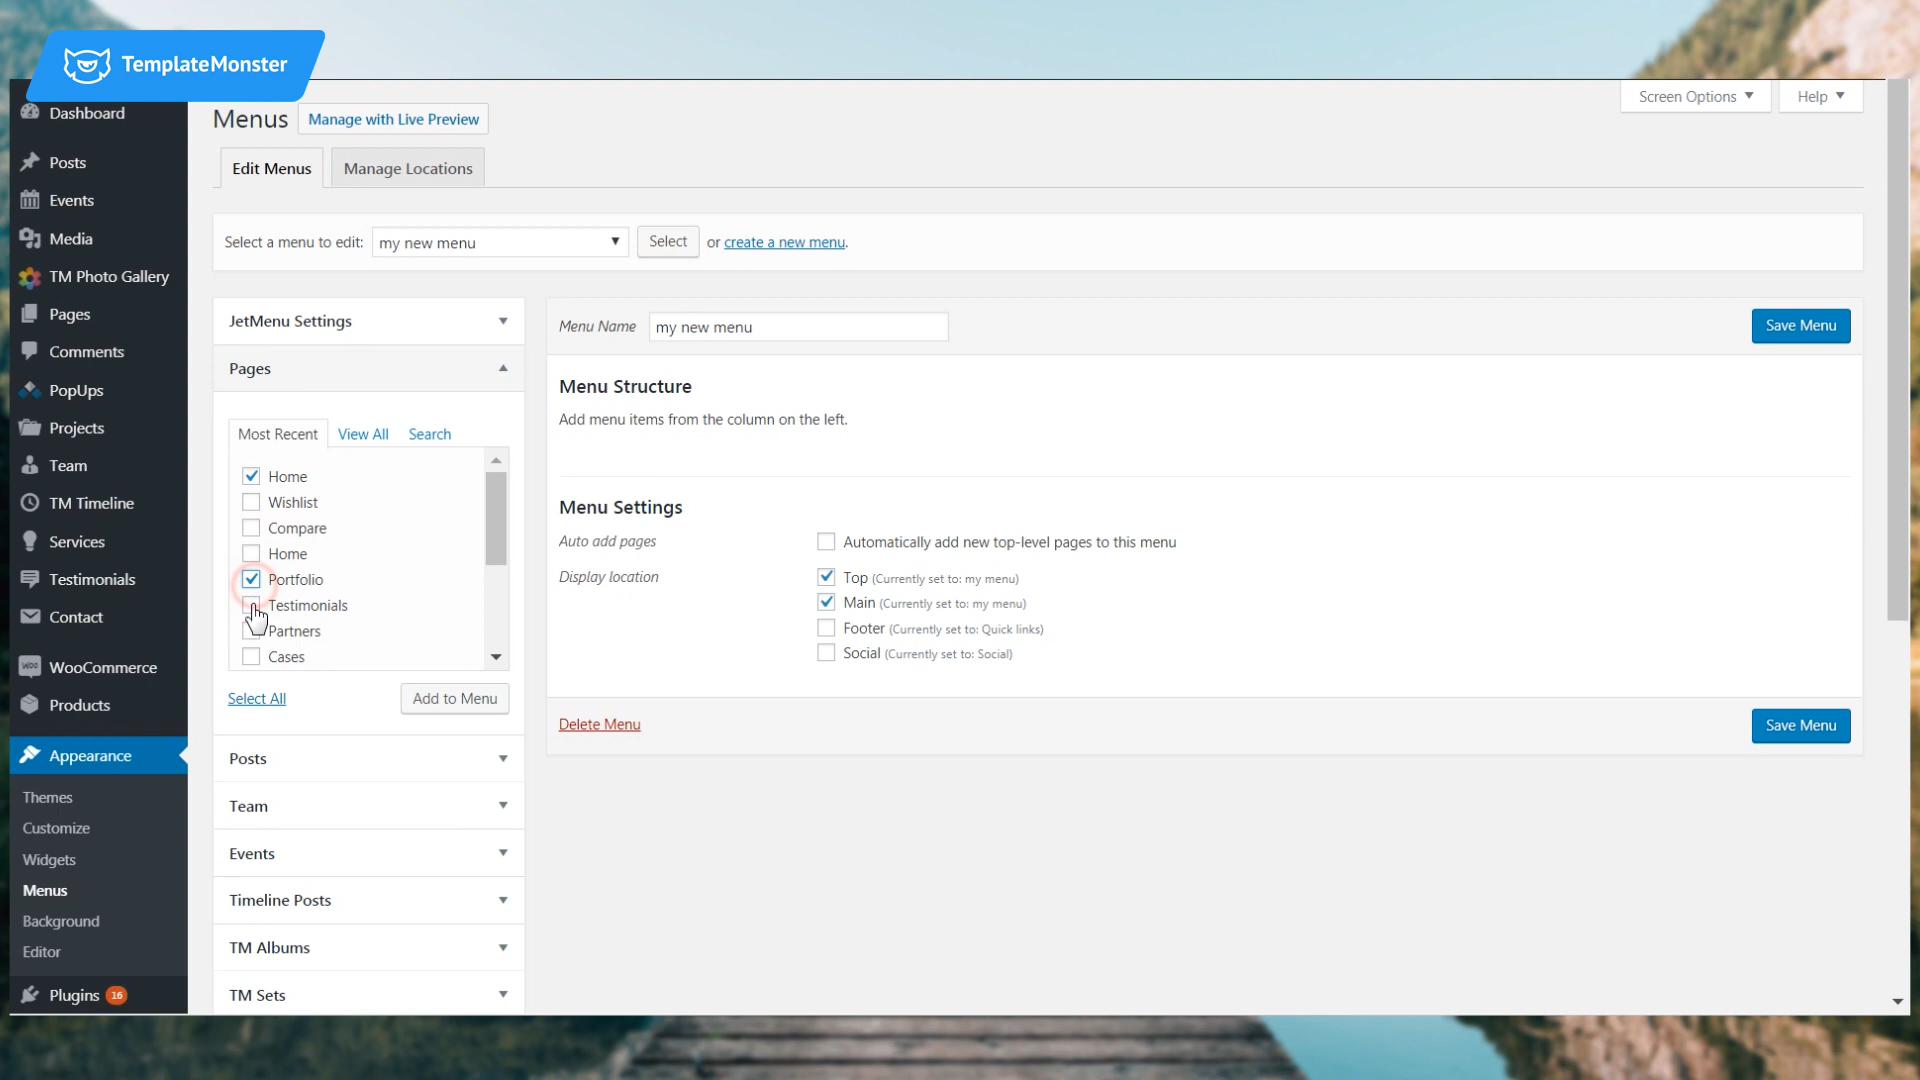 TemplateMonster
Dashboard
Posts
Events
Media
TM Photo Gallery
Pages
Comments
PopUps
Projects
Team
TM Timeline
Services
Testimonials
Contact
Woo WooCommerce
Products
Appearance
Themes
Customize
Widgets
Menus
Background
Editor
Plugins 16
Screen Options Help
Menus Manage with Live Preview
Edit Menus Manage Locations
Select a menu to edit: my new menu Select or create a new menu.
JetMenu Settings
Pages
Most Recent View All Search
Home
Wishlist
Compare
Home
Portfolio
Testimonials
Partners
Cases
Select All Add to Menu
Posts
Team
Events
Timeline Posts
TM Albums
TM Sets
Menu Name my new menu Save Menu
Menu Structure
Add menu items from the column on the left.
Menu Settings
Auto add pages Automatically add new top-level pages to this menu
Display location Top (Currently set to: my menu)
Main (Currently set to: my menu)
Footer (Currently set to: Quick links)
Social (Currently set to: Social)
Delete Menu Save Menu